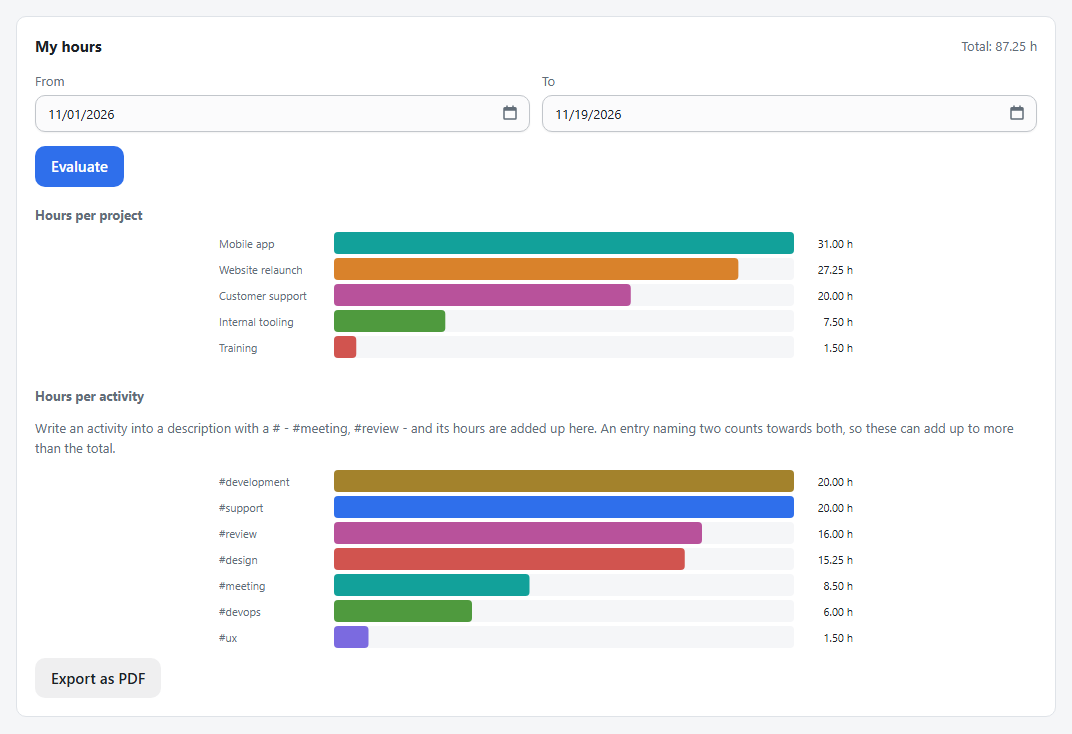 My hours
Total: 87.25 h
From
To
11/01/2026
11/19/2026
Evaluate
Hours per project
Mobile app 31.00 h
Website relaunch 27.25 h
Customer support 20.00 h
Internal tooling 7.50 h
Training 1.50 h
Hours per activity
Write an activity into a description with a # - #meeting, #review - and its hours are added up here. An entry naming two counts towards both, so these can add up to more
than the total.
#development 20.00 h
#support 20.00 h
#review 16.00 h
#design 15.25 h
#meeting 8.50 h
#devops 6.00 h
#ux 1.50 h
Export as PDF